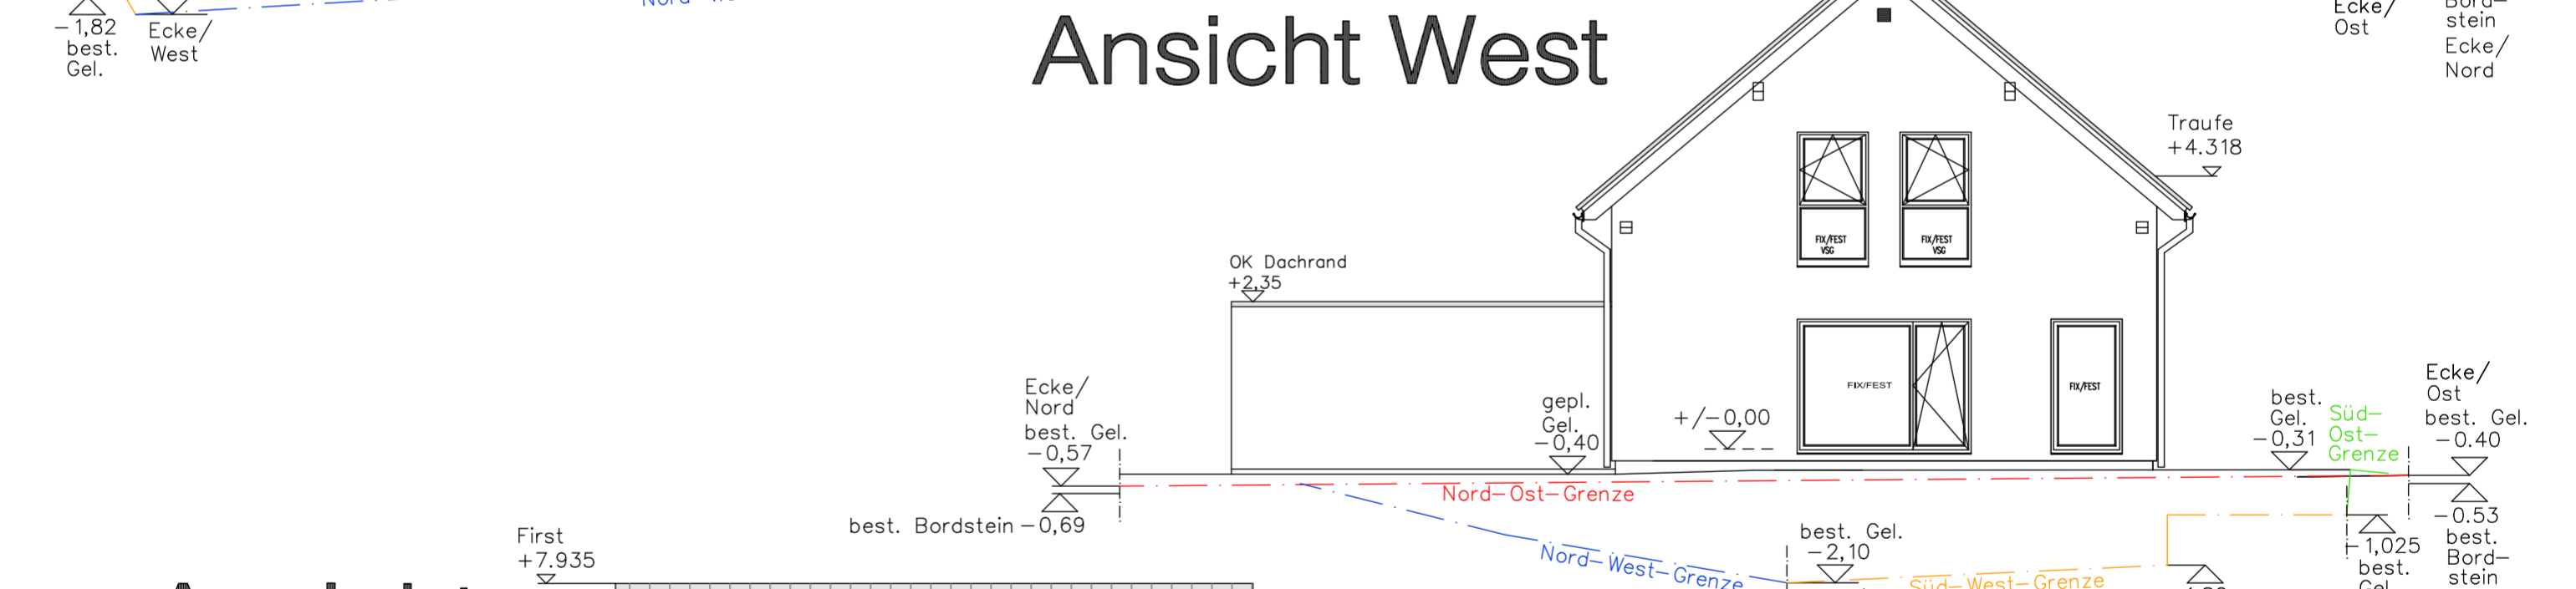 −1,82
best.
Gel.
Ecke/
West
Ansicht West
Ecke/
Ost
stein
Ecke/
Nord
Traufe
+4.318
FIX/FEST
VSG
FIX/FEST
VSG
OK Dachrand
+2,35
Ecke/
Nord
best. Gel.
−0,57
gepl.
Gel.
−0,40
+/−0,00
FIX/FEST
FIX/FEST
best.
Gel.
−0,31
Süd−
Ost−
Grenze
Ecke/
Ost
best. Gel.
−0.40
Nord−Ost−Grenze
best. Bordstein −0,69
First
+7.935
best. Gel.
−2,10
Nord−West−Grenze
Süd−West−Grenze
−1,025
best.
−0.53
best.
Bord−
stein